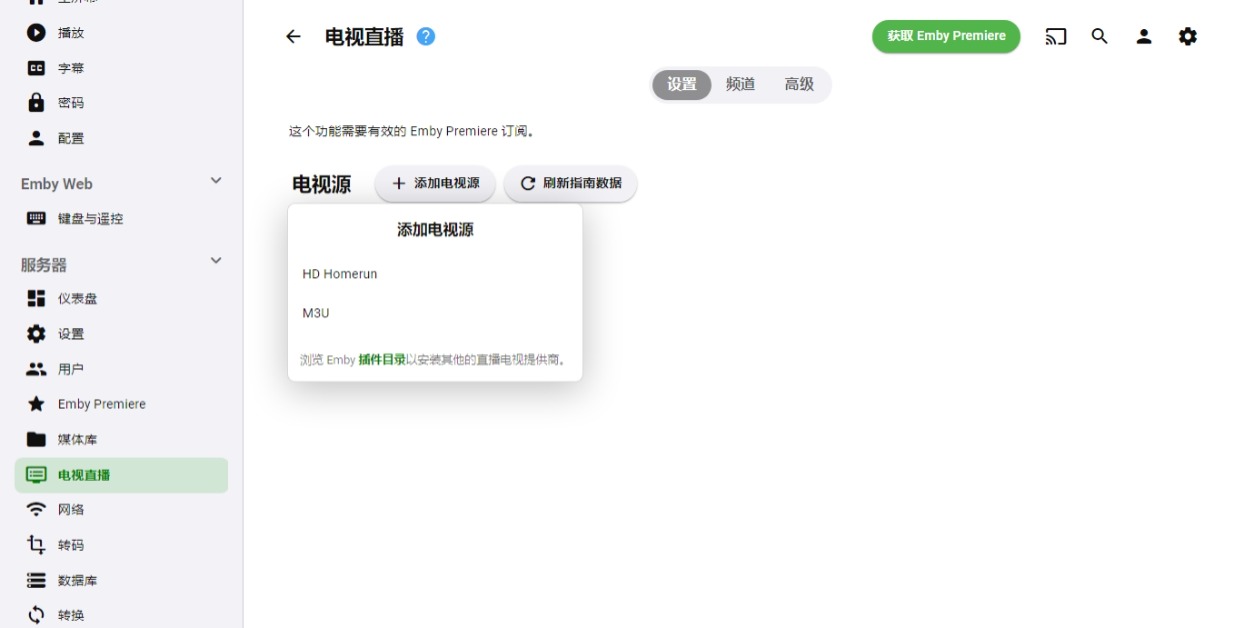 播放
字幕
密码
配置
Emby Web
键盘与遥控
服务器
仪表盘
设置
用户
Emby Premiere
媒体库
电视直播
网络
转码
数据库
转换
电视直播
获取 Emby Premiere
设置 频道 高级
这个功能需要有效的 Emby Premiere 订阅。
电视源 添加电视源 刷新指南数据
添加电视源
HD Homerun
M3U
浏览 Emby 插件目录以安装其他的直播电视提供商。